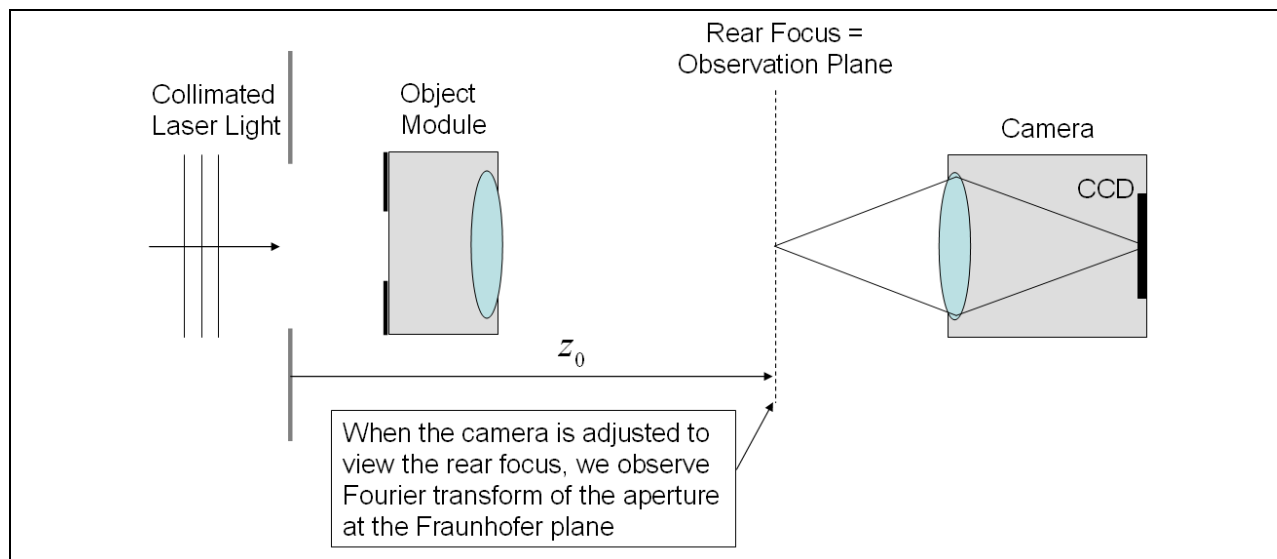 Rear Focus =
Observation Plane
Collimated
Laser Light
Object
Module
Camera
CCD
z₀
When the camera is adjusted to
view the rear focus, we observe
Fourier transform of the aperture
at the Fraunhofer plane